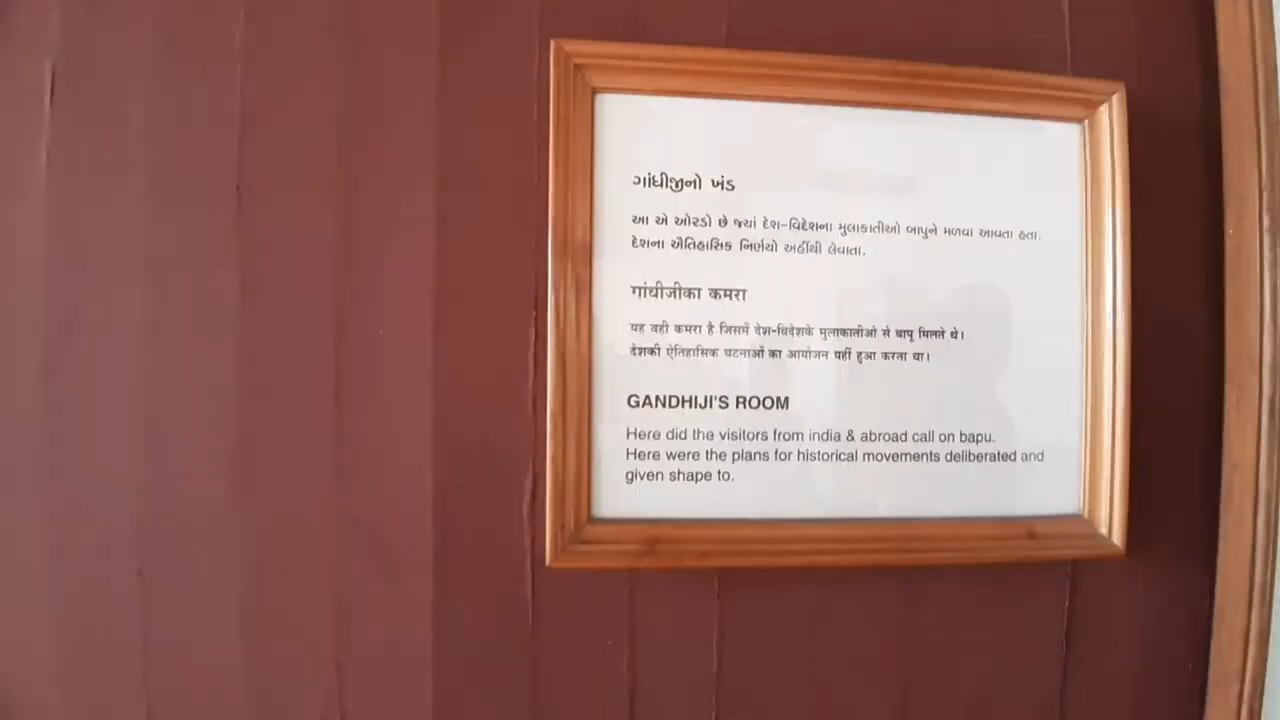 ગાંધીજીનો ખંડ
આ એ ઓરડો છે જ્યાં દેશ-વિદેશના મુલાકાતીઓ બાપુને મળવા આવતા હતા.
દેશના ઐતિહાસિક નિર્ણયો અહીંથી લેવાતા.
गांधीजीका कमरा
यह वही कमरा है जिसमें देश-विदेशके मुलाकातीओ से बापू मिलते थे।
देशकी ऐतिहासिक घटनाओं का आयोजन यहीं हुआ करता था।
GANDHIJI'S ROOM
Here did the visitors from india & abroad call on bapu.
Here were the plans for historical movements deliberated and
given shape to.